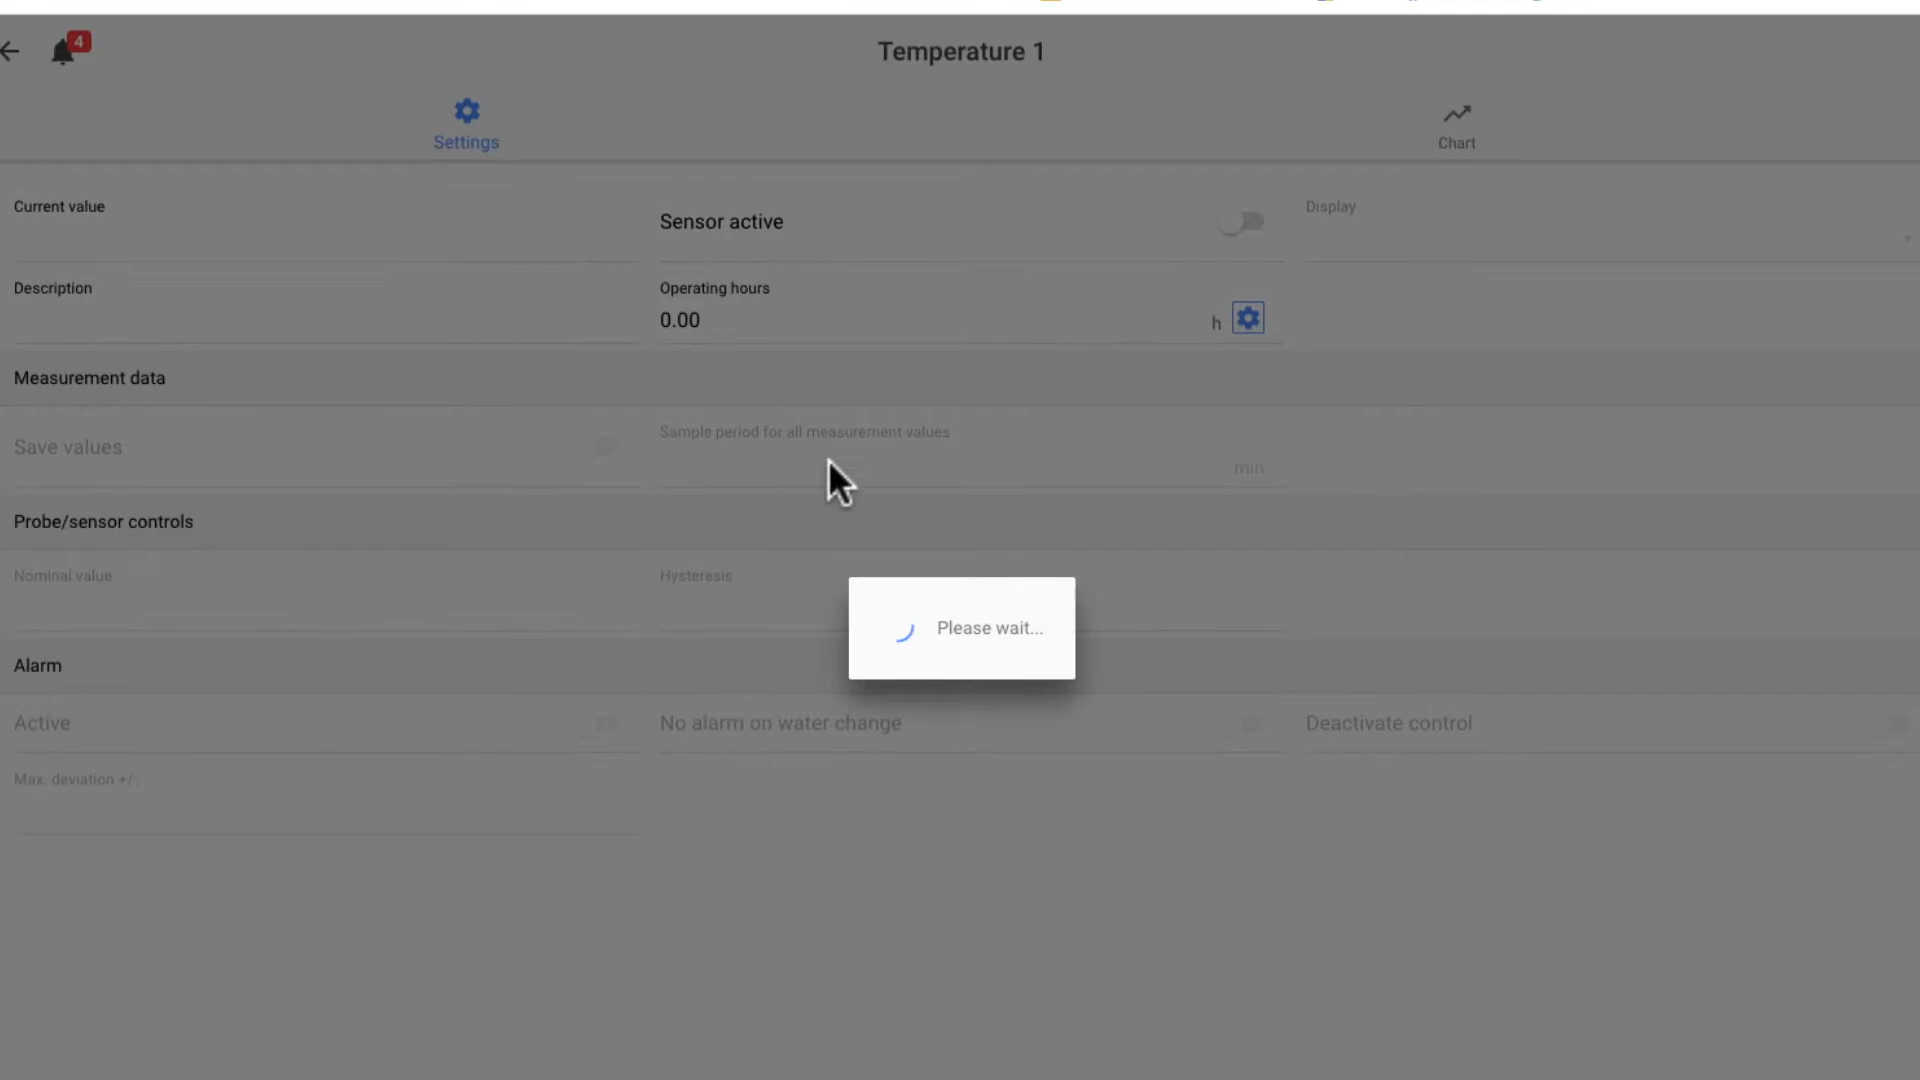 4
Temperature 1
Settings
Chart
Current value
Sensor active
Display
Description
Operating hours
0.00
h
Measurement data
Save values
Sample period for all measurement values
min
Probe/sensor controls
Nominal value
Hysteresis
Please wait...
Alarm
Active
No alarm on water change
Deactivate control
Max. deviation +/-